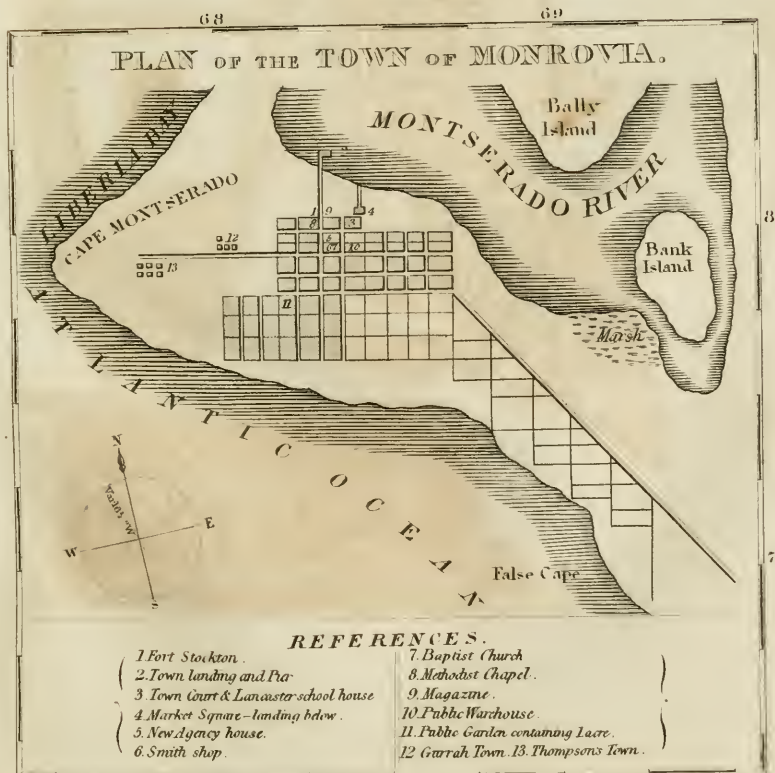 68 69
PLAN OF THE TOWN OF MONROVIA.
LIBERIA BAY
CAPE MONTSERADO
MONTSERADO RIVER
Bally
Island
Bank
Island
Marsh
8
7
1 9 2
8 3 4
10
12
13
11
ATLANTIC OCEAN
False Cape
N
W E
REFERENCES.
1 Fort Stockton.
2. Town landing and Pier
3. Town Court & Lancaster school house
4 Market Square – landing below.
5. New Agency house.
6. Smith shop.
7. Baptist Church
8. Methodist Chapel.
9. Magazine.
10. Public Warehouse.
11. Public Garden containing 1 acre.
12 Gurrah Town. 13. Thompsons Town.